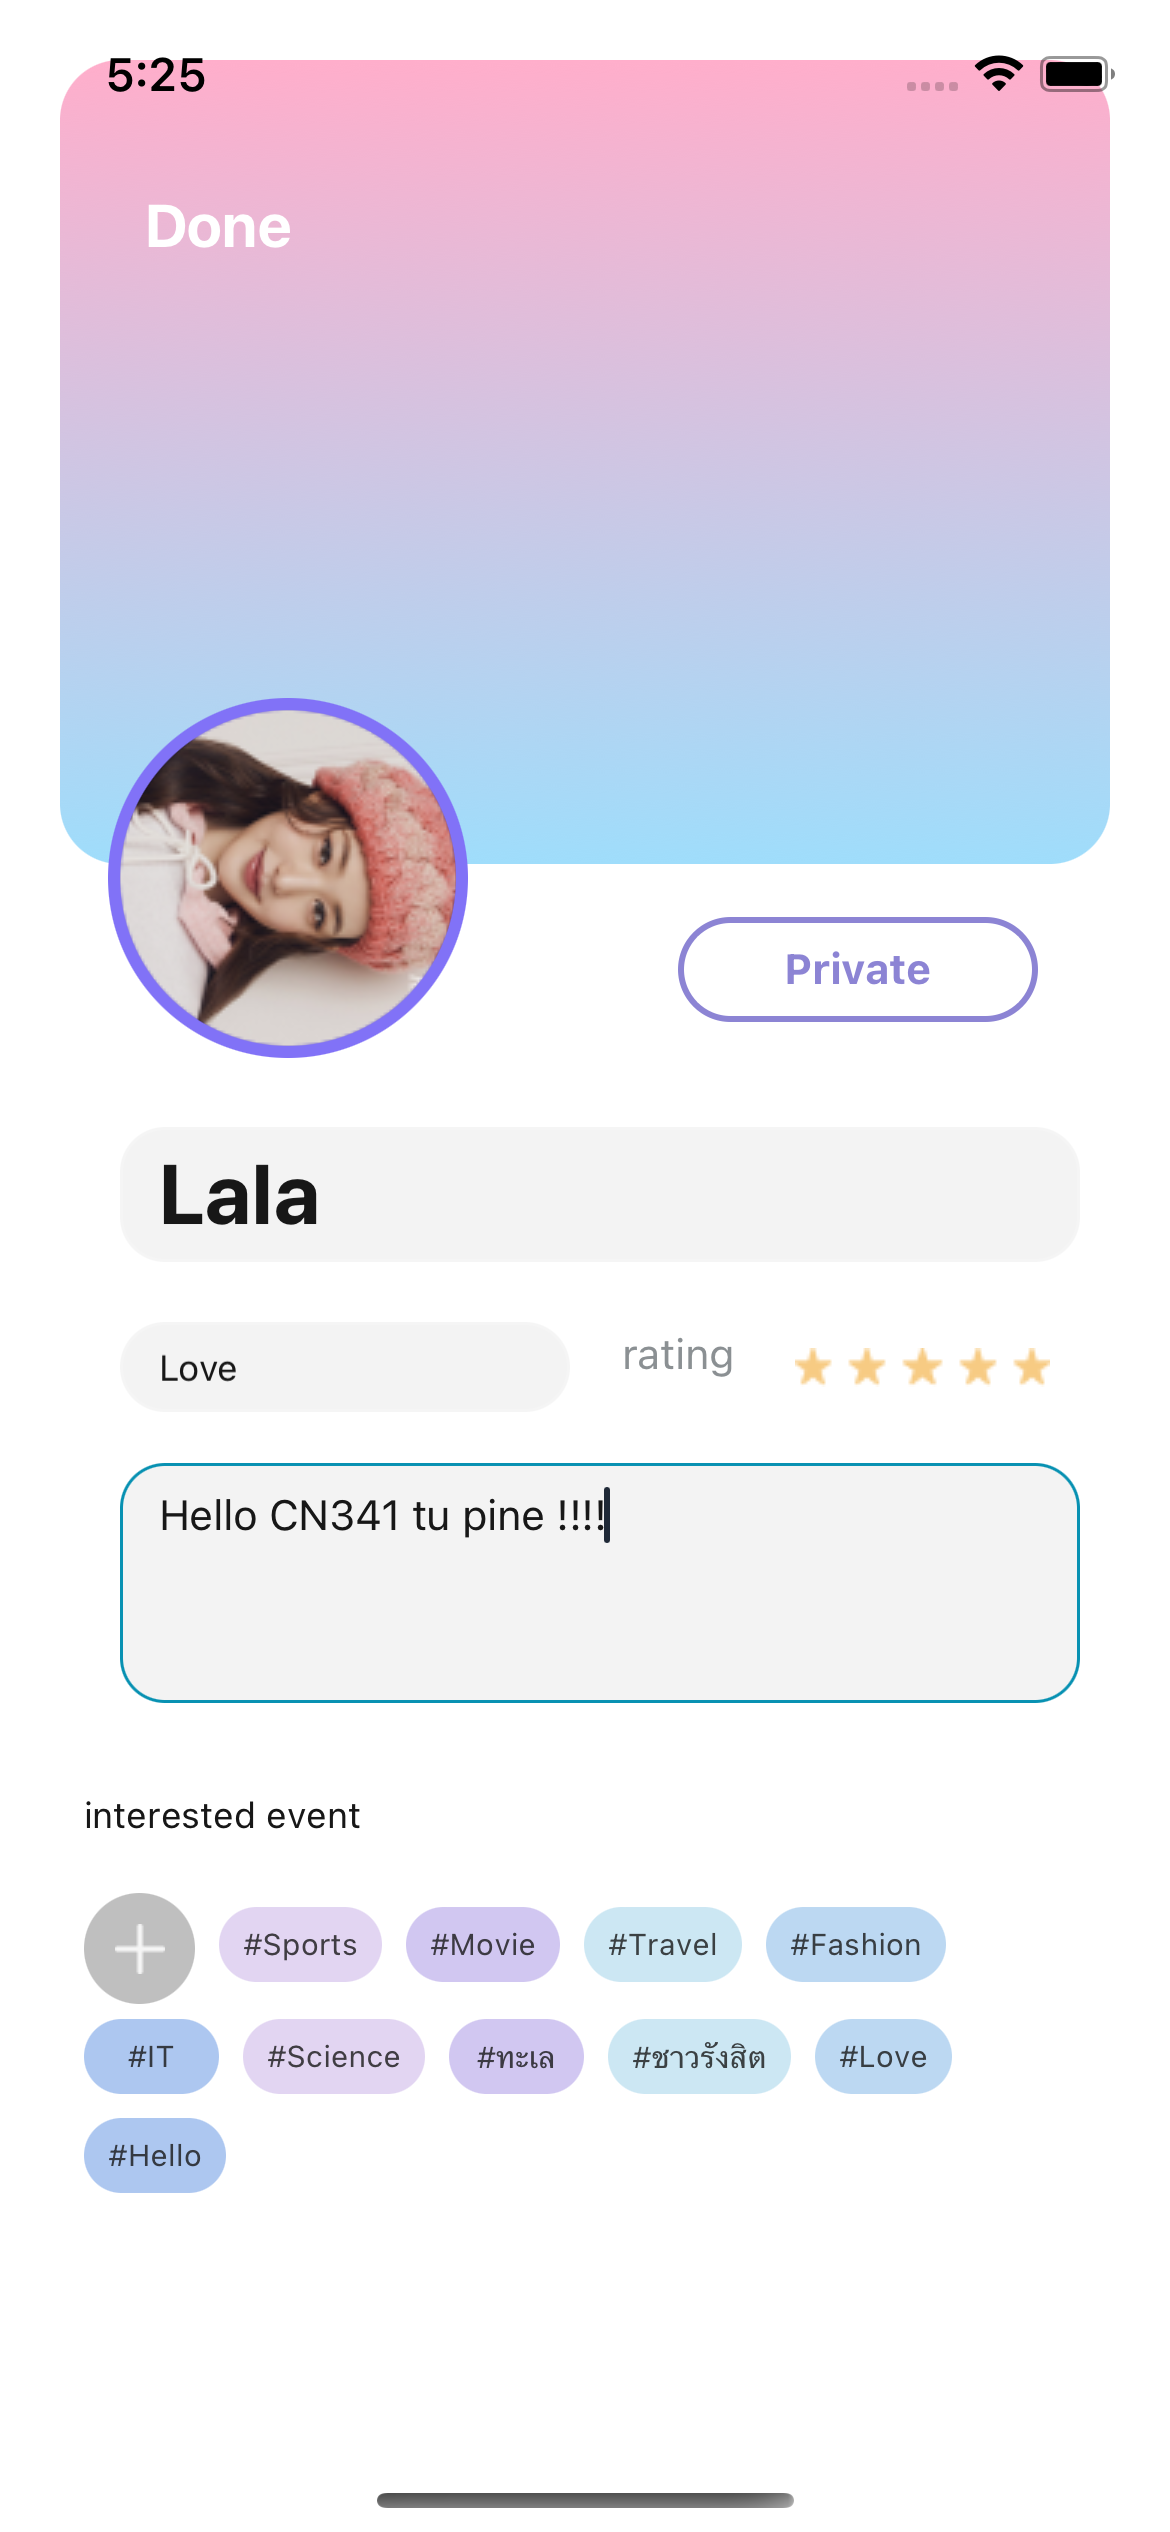 5:25
Done
Private
Lala
Love
rating
Hello CN341 tu pine !!!!
interested event
#Sports #Movie #Travel #Fashion
#IT #Science #ทะเล #ชาวรังสิต #Love
#Hello